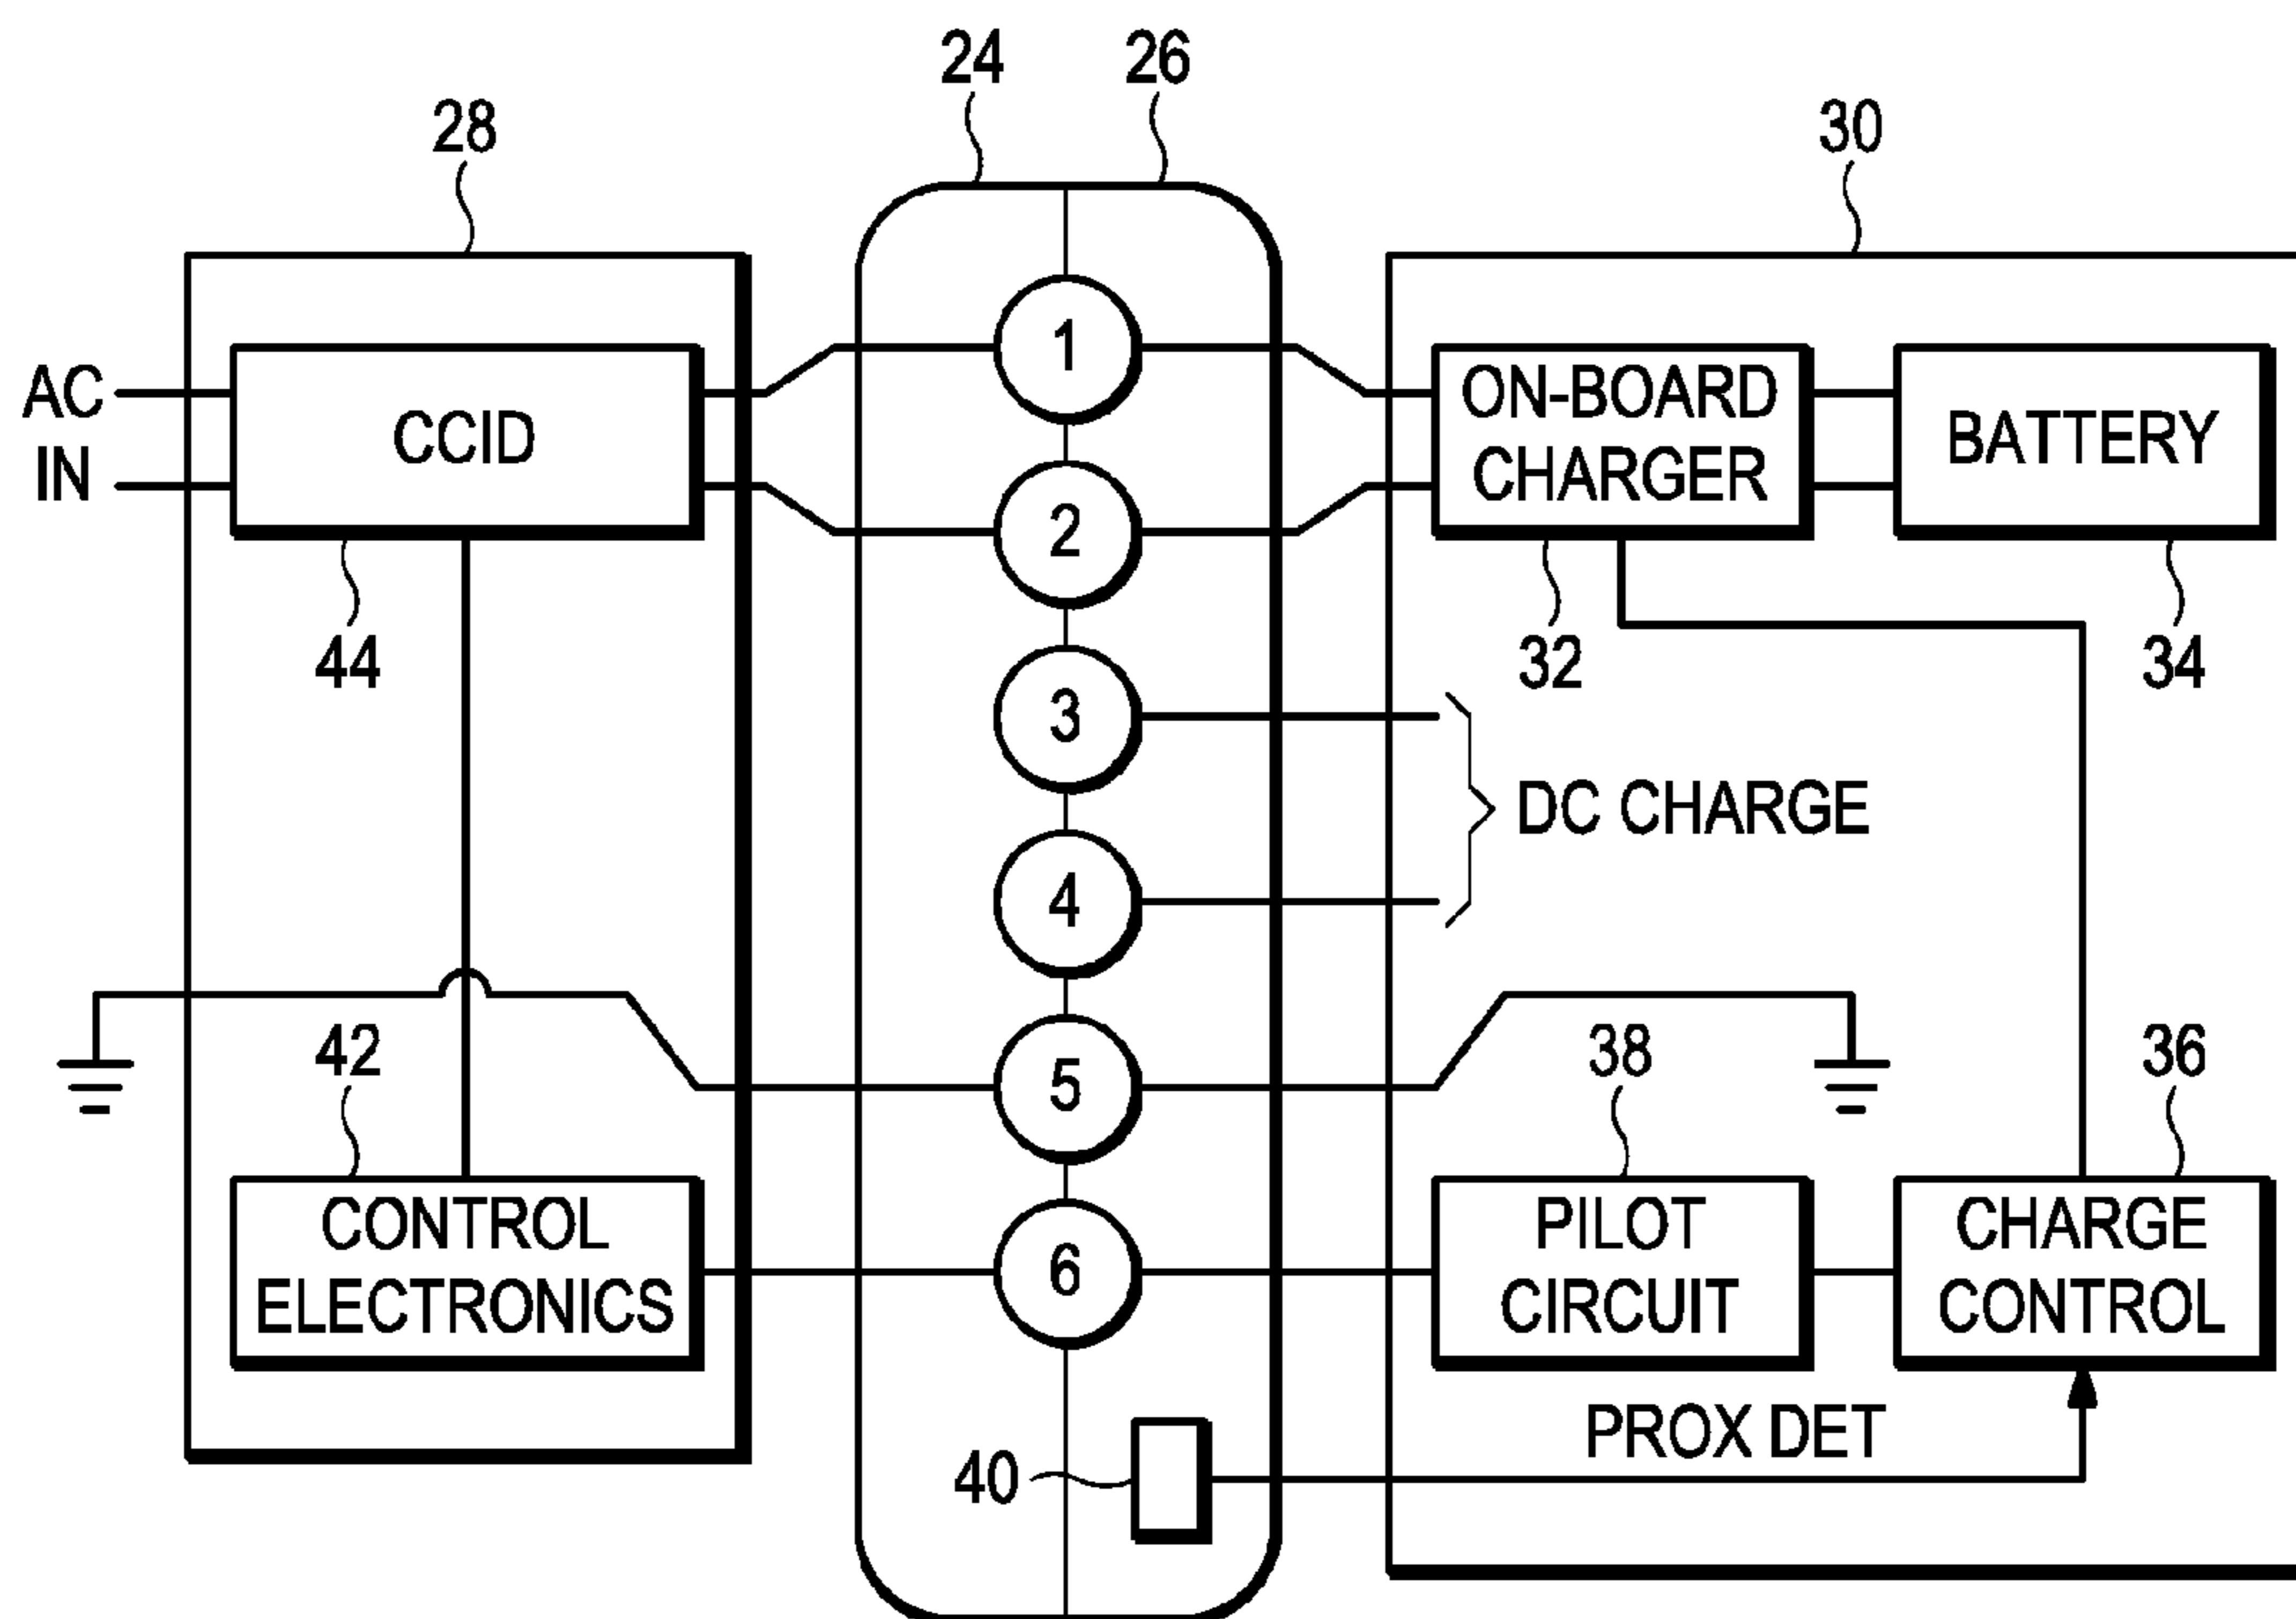 24
26
28
30
AC
IN
CCID
1
ON-BOARD
CHARGER
BATTERY
2
44
32
34
3
DC CHARGE
4
42
5
38
36
CONTROL
ELECTRONICS
6
PILOT
CIRCUIT
CHARGE
CONTROL
PROX DET
40